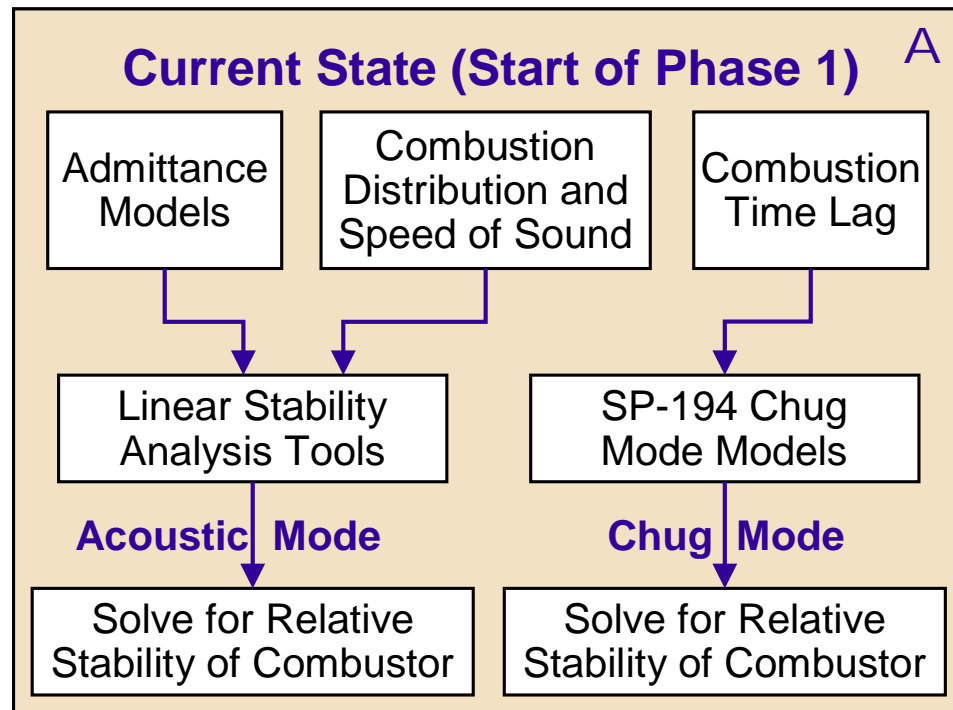 A
Current State (Start of Phase 1)
Admittance
Models
Combustion
Distribution and
Speed of Sound
Combustion
Time Lag
Linear Stability
Analysis Tools
SP-194 Chug
Mode Models
Acoustic Mode
Chug Mode
Solve for Relative
Stability of Combustor
Solve for Relative
Stability of Combustor